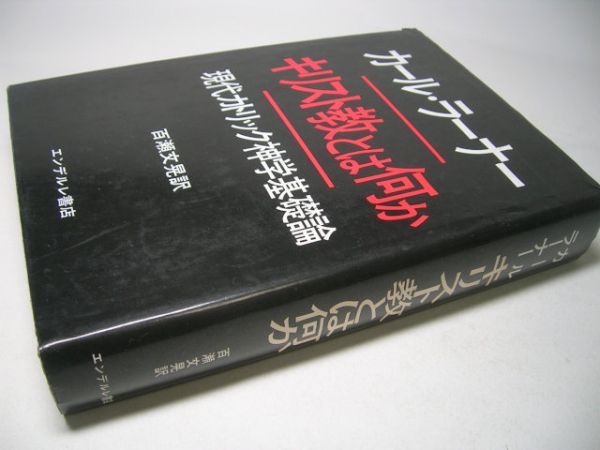 カール・ラーナー
キリスト教とは何か
現代カトリック神学基礎論
百瀬文晃訳
エンデルレ書店
カール・ラーナー
キリスト教とは何か
百瀬文晃訳
エンデルレ書店